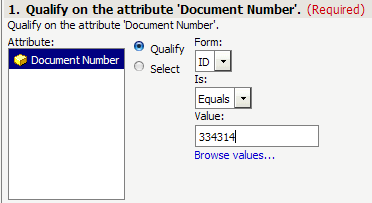 1. Qualify on the attribute 'Document Number'. (Required)
Qualify on the attribute 'Document Number'.
Attribute:
Document Number
Qualify
Select
Form:
ID
Is:
Equals
Value:
334314
Browse values...